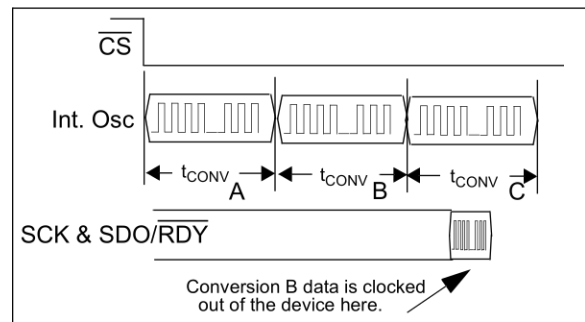 CS
Int. Osc
tCONV A tCONV B tCONV C
SCK & SDO/RDY
Conversion B data is clocked
out of the device here.